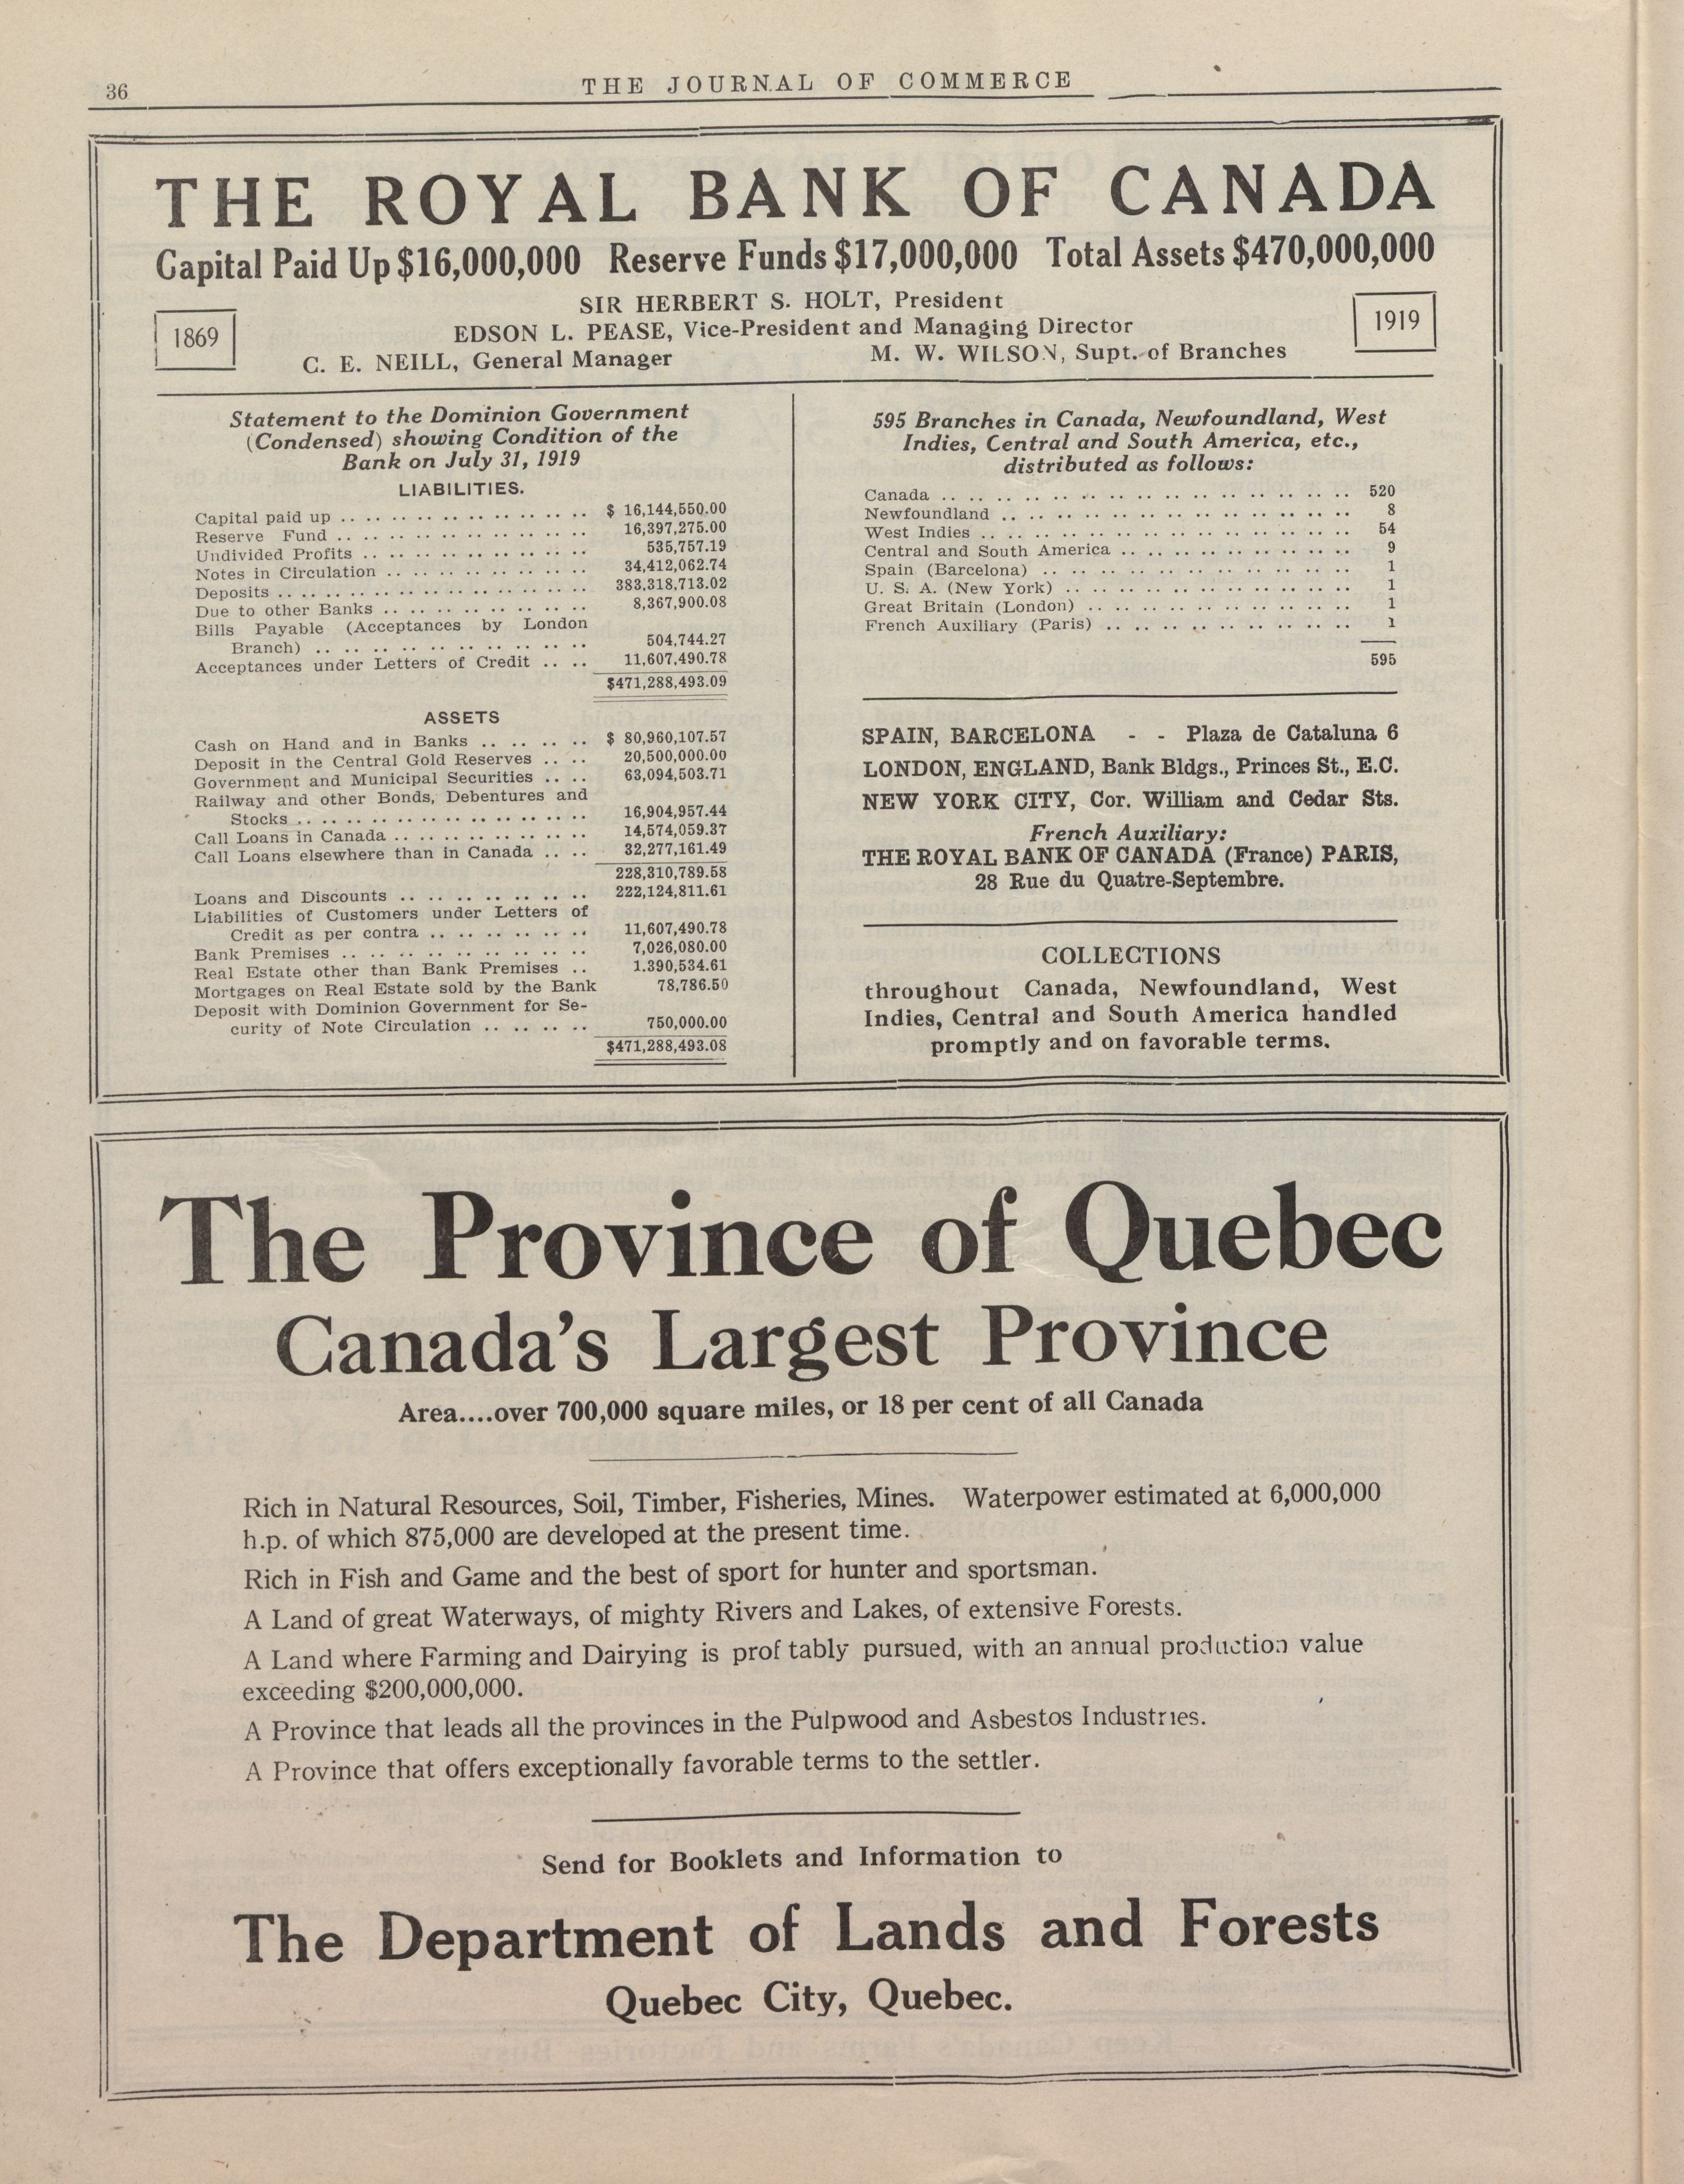 36
THE JOURNAL OF COMMERCE
THE ROYAL BANK OF CANADA
Capital Paid Up $16,000,000 Reserve Funds $17,000,000 Total Assets $470,000,000
SIR HERBERT S. HOLT, President
1869
1919
EDSON L. PEASE, Vice-President and Managing Director
C. E. NEILL, General Manager M. W. WILSON, Supt. of Branches
Statement to the Dominion Government
(Condensed) showing Condition of the
Bank on July 31, 1919
LIABILITIES.
Capital paid up .. .. .. .. .. .. .. .. .. .. $ 16,144,550.00
Reserve Fund .. .. .. .. .. .. .. .. .. .. 16,397,275.00
Undivided Profits .. .. .. .. .. .. .. .. .. 535,757.19
Notes in Circulation .. .. .. .. .. .. .. .. 34,412,062.74
Deposits .. .. .. .. .. .. .. .. .. .. .. .. 383,318,713.02
Due to other Banks .. .. .. .. .. .. .. .. 8,367,900.08
Bills Payable (Acceptances by London
Branch) .. .. .. .. .. .. .. .. .. .. .. 504,744.27
Acceptances under Letters of Credit .. .. 11,607,490.78
$471,288,493.09
ASSETS
Cash on Hand and in Banks .. .. .. .. .. $ 80,960,107.57
Deposit in the Central Gold Reserves .. .. 20,500,000.00
Government and Municipal Securities .. .. 63,094,503.71
Railway and other Bonds, Debentures and
Stocks .. .. .. .. .. .. .. .. .. .. .. .. 16,904,957.44
Call Loans in Canada .. .. .. .. .. .. .. .. 14,574,059.37
Call Loans elsewhere than in Canada .. .. 32,277,161.49
228,310,789.58
Loans and Discounts .. .. .. .. .. .. .. .. 222,124,811.61
Liabilities of Customers under Letters of
Credit as per contra .. .. .. .. .. .. .. 11,607,490.78
Bank Premises .. .. .. .. .. .. .. .. .. .. 7,026,080.00
Real Estate other than Bank Premises .. 1.390,534.61
Mortgages on Real Estate sold by the Bank 78,786.50
Deposit with Dominion Government for Se-
curity of Note Circulation .. .. .. .. .. 750,000.00
$471,288,493.08
595 Branches in Canada, Newfoundland, West
Indies, Central and South America, etc.,
distributed as follows:
Canada .. .. .. .. .. .. .. .. .. .. .. .. .. .. .. 520
Newfoundland .. .. .. .. .. .. .. .. .. .. .. .. .. 8
West Indies .. .. .. .. .. .. .. .. .. .. .. .. .. .. 54
Central and South America .. .. .. .. .. .. .. .. .. 9
Spain (Barcelona) .. .. .. .. .. .. .. .. .. .. .. 1
U. S. A. (New York) .. .. .. .. .. .. .. .. .. .. .. 1
Great Britain (London) .. .. .. .. .. .. .. .. .. .. 1
French Auxiliary (Paris) .. .. .. .. .. .. .. .. .. 1
595
SPAIN, BARCELONA - - Plaza de Cataluna 6
LONDON, ENGLAND, Bank Bldgs., Princes St., E.C.
NEW YORK CITY, Cor. William and Cedar Sts.
French Auxiliary:
THE ROYAL BANK OF CANADA (France) PARIS,
28 Rue du Quatre-Septembre.
COLLECTIONS
throughout Canada, Newfoundland, West
Indies, Central and South America handled
promptly and on favorable terms.
The Province of Quebec
Canada's Largest Province
Area....over 700,000 square miles, or 18 per cent of all Canada
Rich in Natural Resources, Soil, Timber, Fisheries, Mines. Waterpower estimated at 6,000,000
h.p. of which 875,000 are developed at the present time.
Rich in Fish and Game and the best of sport for hunter and sportsman.
A Land of great Waterways, of mighty Rivers and Lakes, of extensive Forests.
A Land where Farming and Dairying is prof tably pursued, with an annual production value
exceeding $200,000,000.
A Province that leads all the provinces in the Pulpwood and Asbestos Industries.
A Province that offers exceptionally favorable terms to the settler.
Send for Booklets and Information to
The Department of Lands and Forests
Quebec City, Quebec.